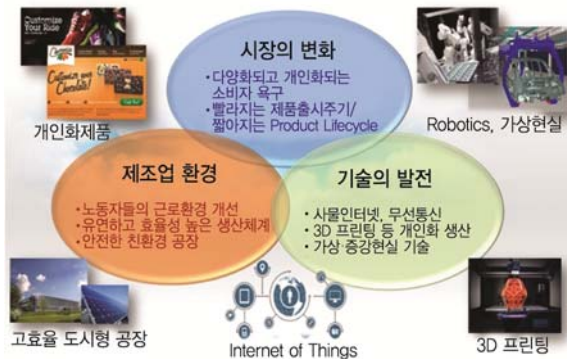 Customize
Your Ride
Customize your
Chocolate!
개인화제품
시장의 변화
•다양화되고 개인화되는
소비자 욕구
•빨라지는 제품출시주기/
짧아지는 Product Lifecycle
Robotics, 가상현실
제조업 환경
•노동자들의 근로환경 개선
•유연하고 효율성 높은 생산체계
•안전한 친환경 공장
기술의 발전
•사물인터넷, 무선통신
•3D 프린팅 등 개인화 생산
•가상·증강현실 기술
고효율 도시형 공장
Internet of Things
3D 프린팅